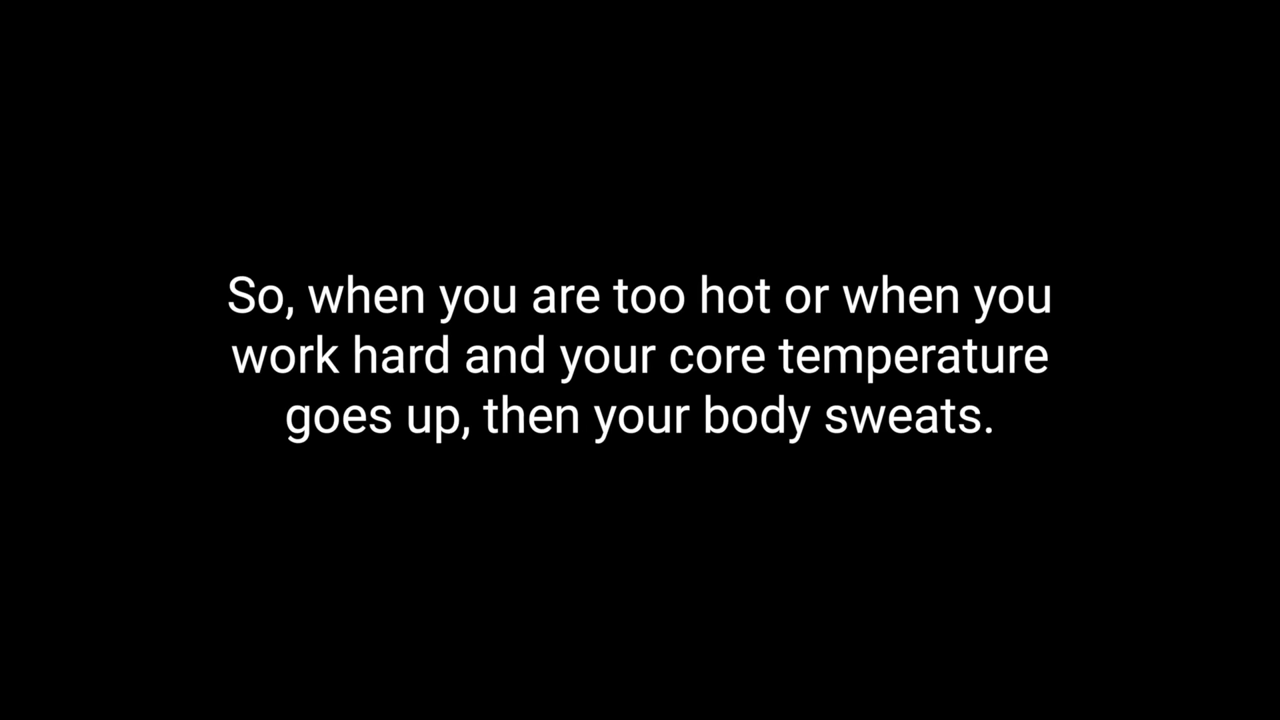 So, when you are too hot or when you
work hard and your core temperature
goes up, then your body sweats.